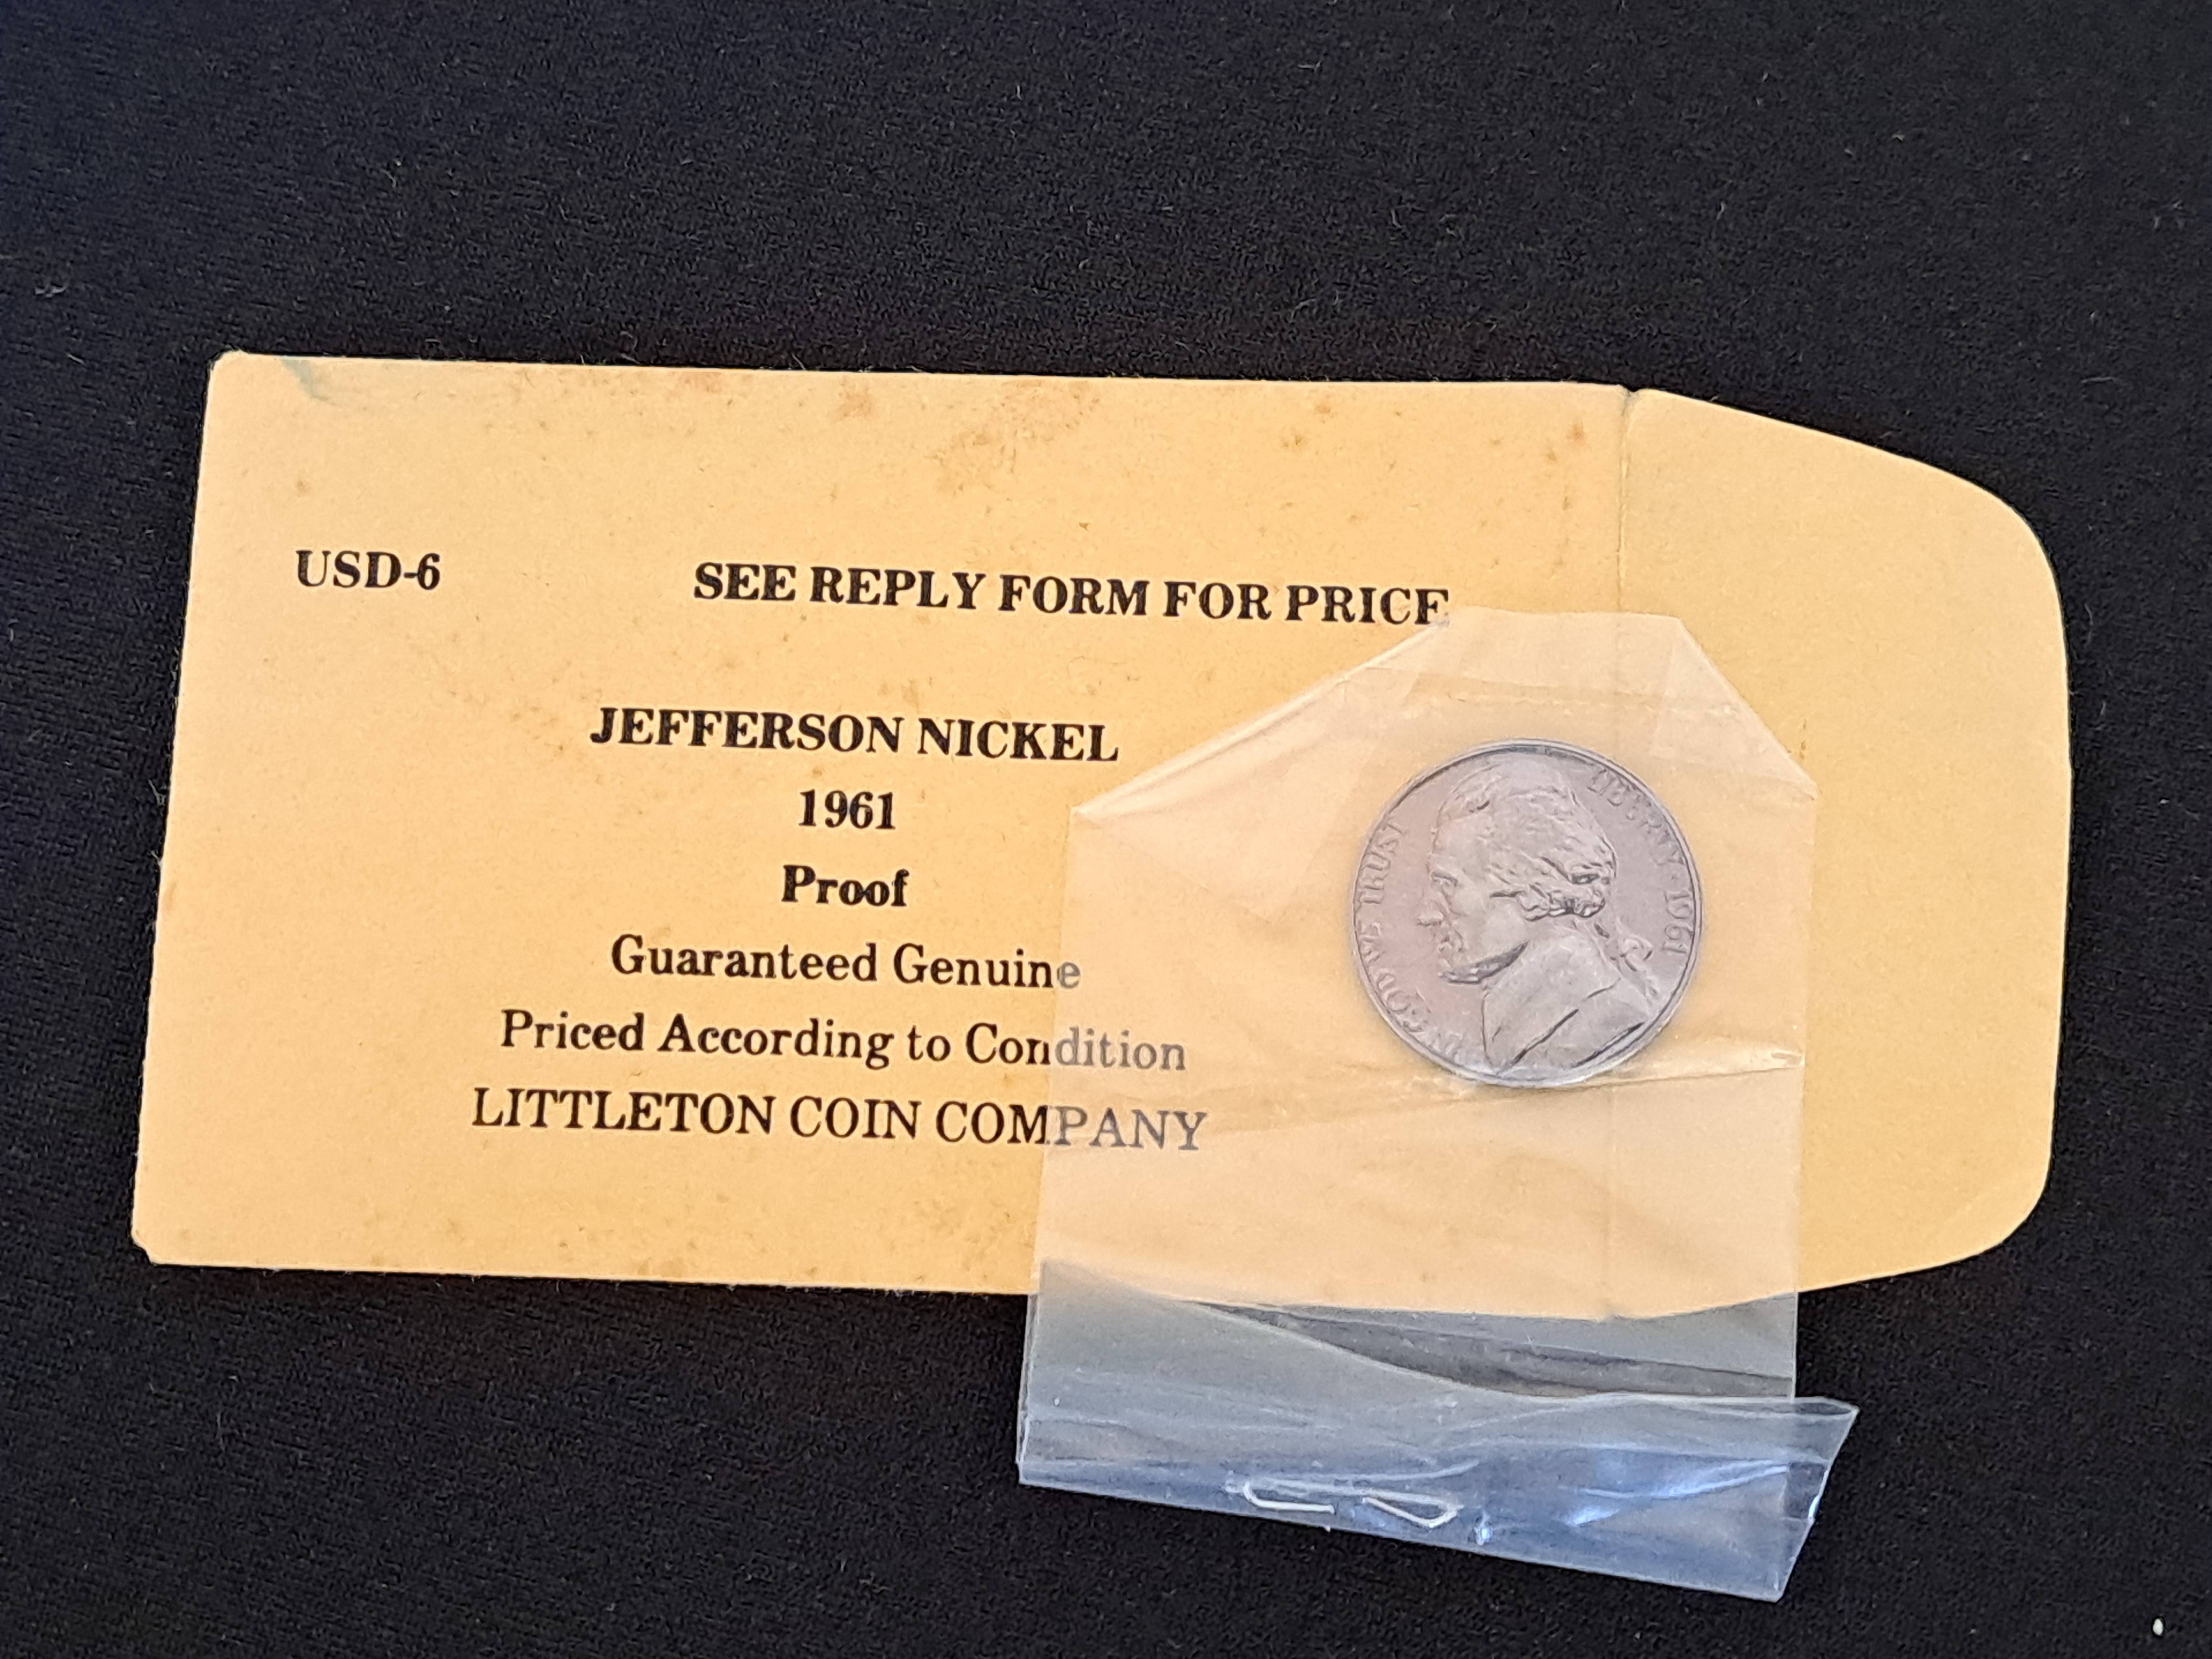 USD-6 SEE REPLY FORM FOR PRICE
JEFFERSON NICKEL
1961
Proof
Guaranteed Genuine
Priced According to Condition
LITTLETON COIN COMPANY
IN GOD WE TRUST
LIBERTY · 1961